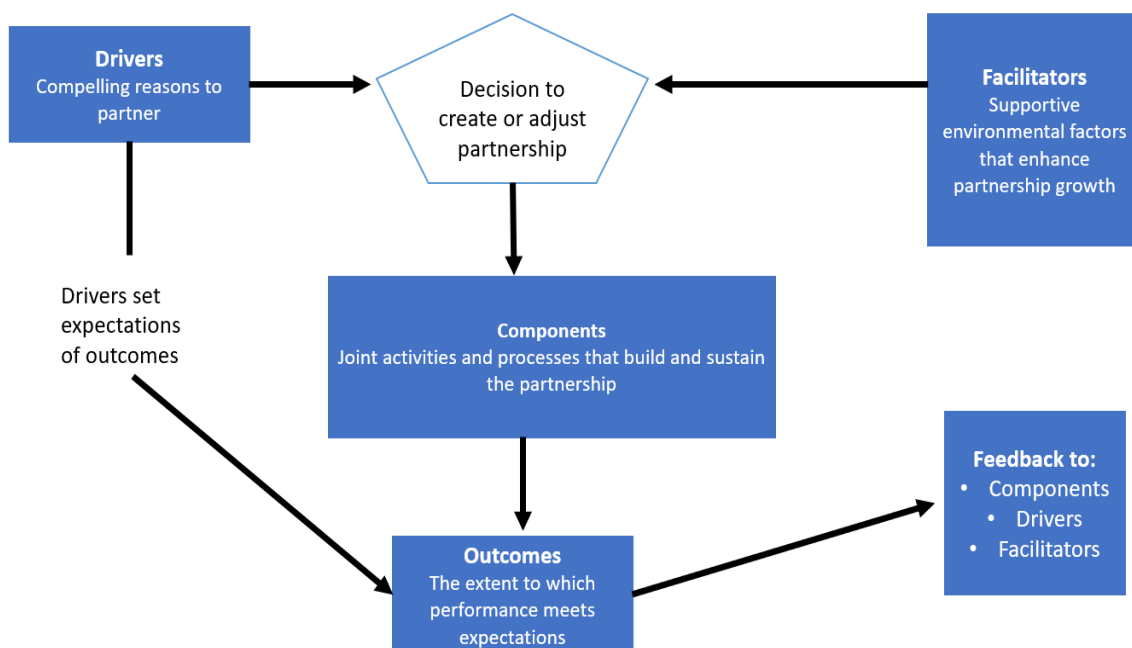 Drivers
Compelling reasons to
partner
Decision to
create or adjust
partnership
Facilitators
Supportive
environmental factors
that enhance
partnership growth
Drivers set
expectations
of outcomes
Components
Joint activities and processes that build and sustain
the partnership
Outcomes
The extent to which
performance meets
expectations
Feedback to:
• Components
• Drivers
• Facilitators